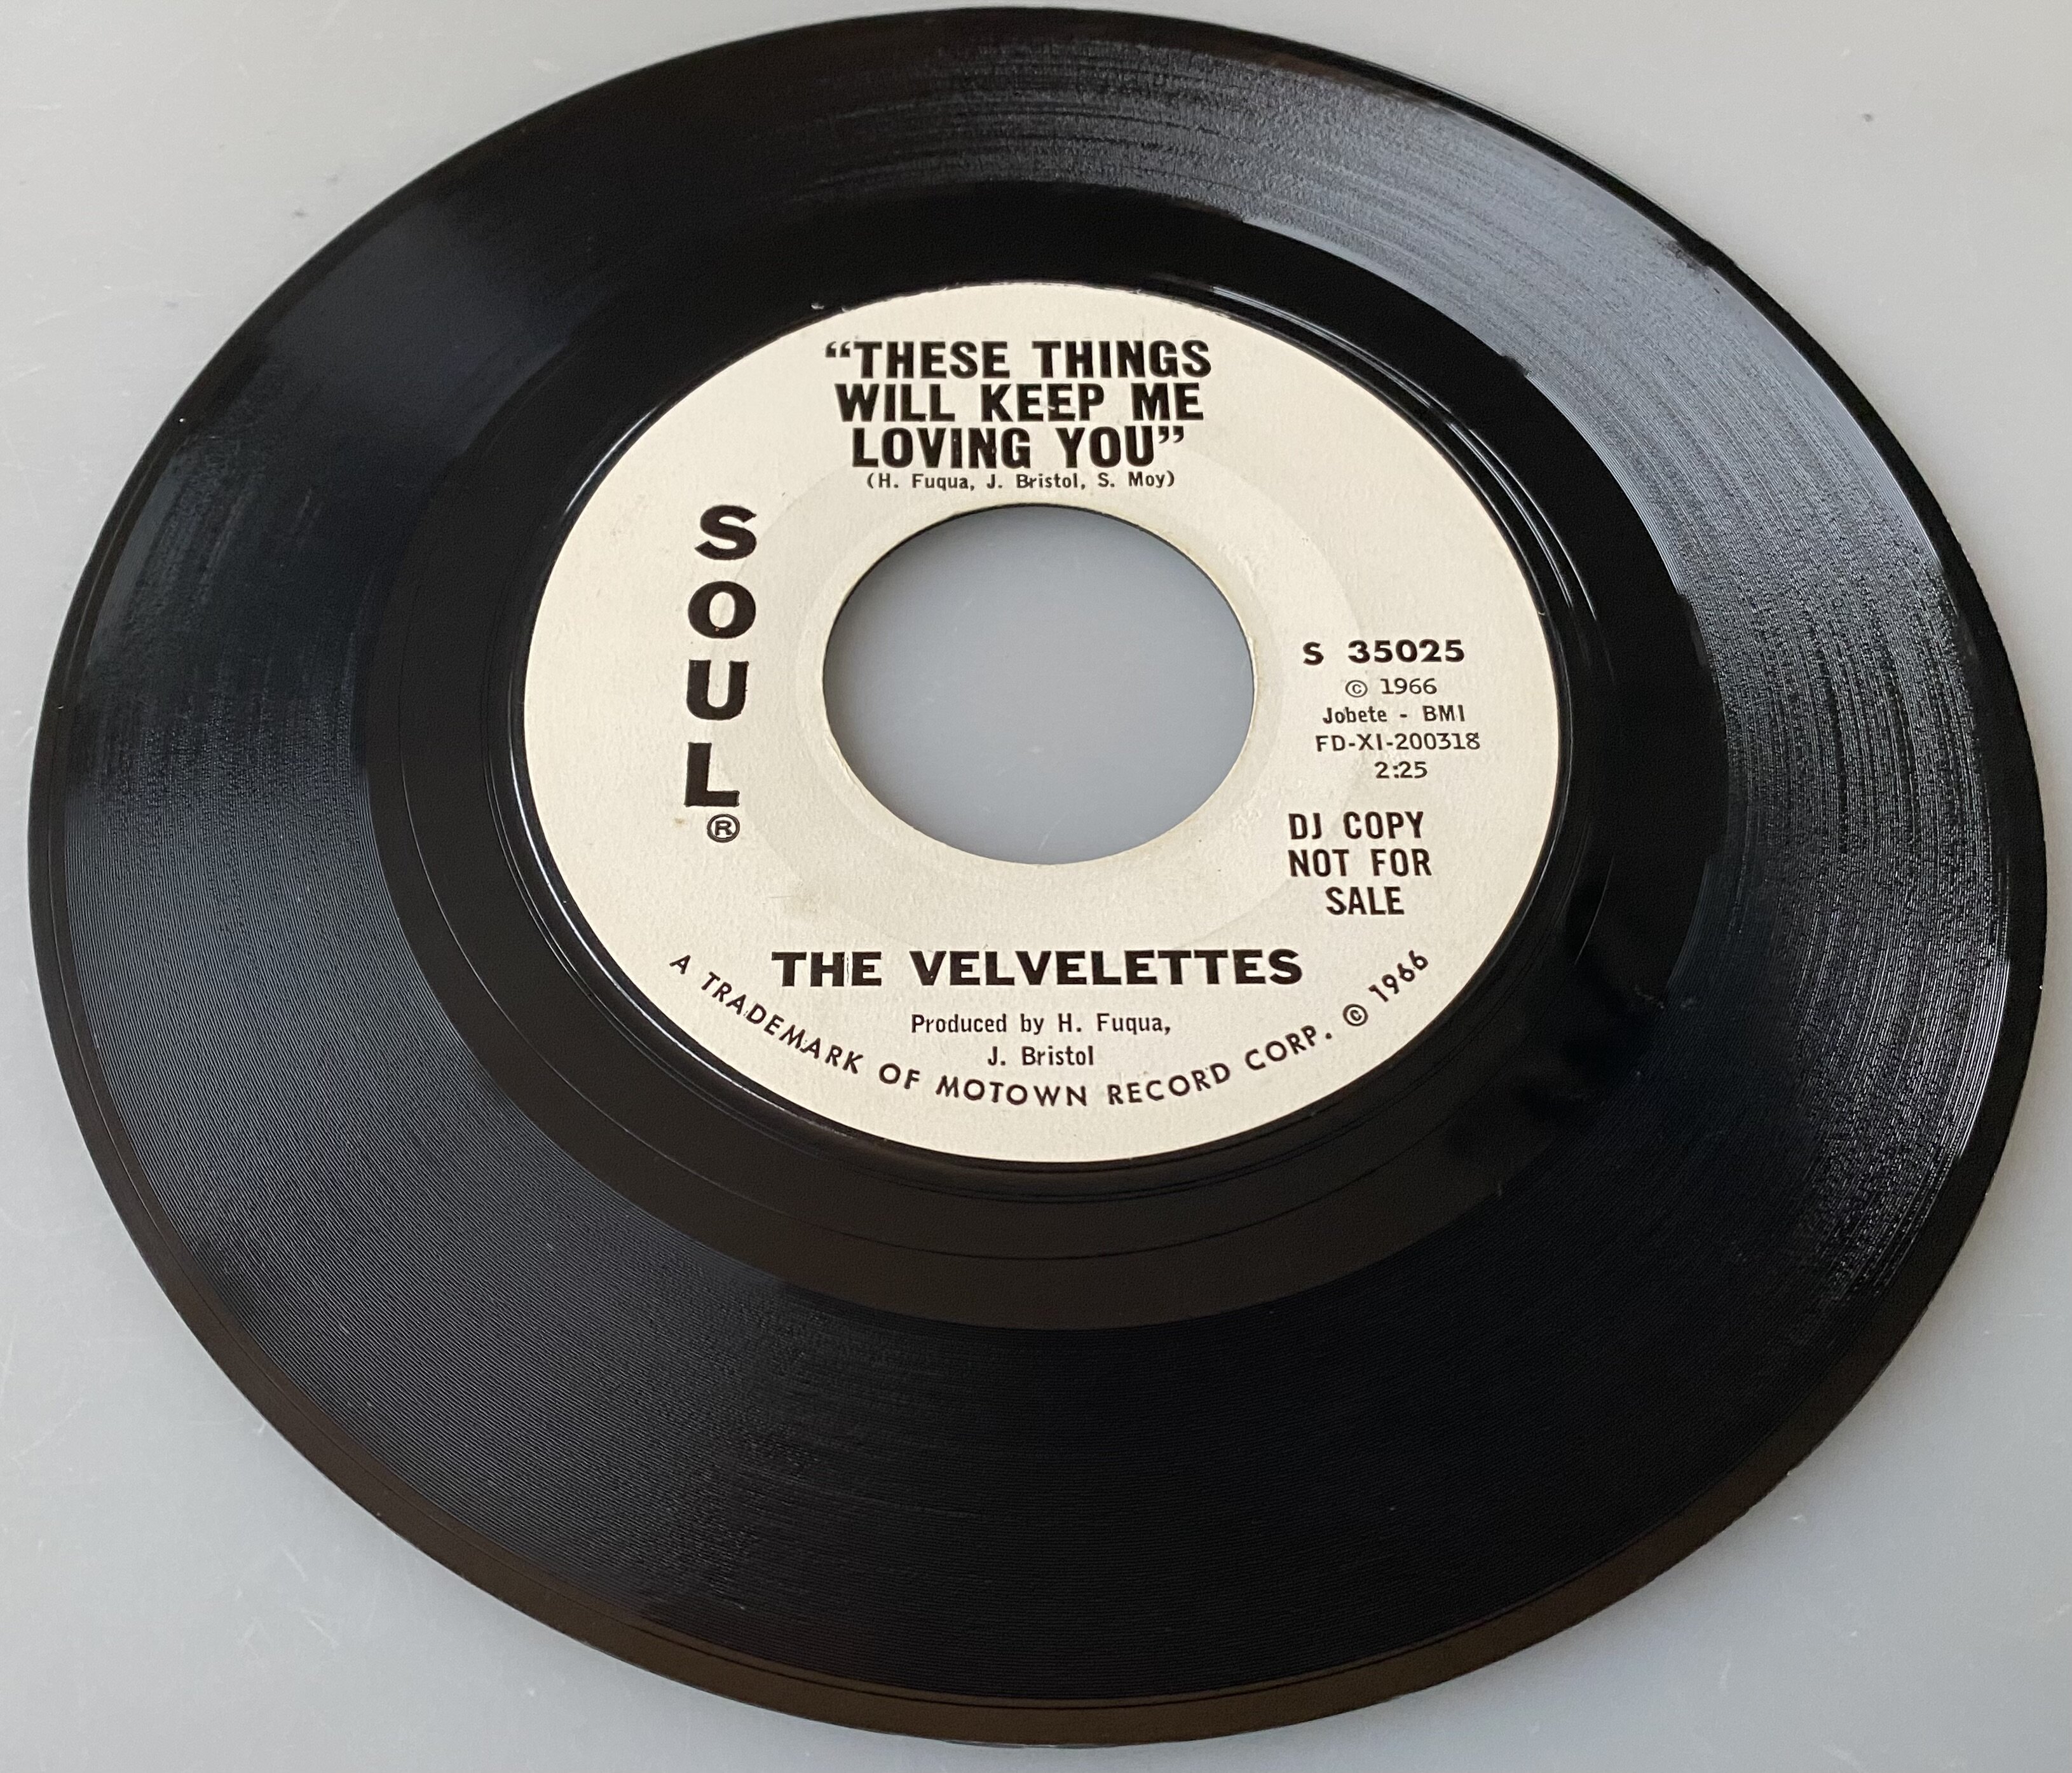 “THESE THINGS
WILL KEEP ME
LOVING YOU”
(H. Fuqua, J. Bristol, S. Moy)
SOUL®
S 35025
© 1966
Jobete - BMI
FD-XI-200318
2:25
DJ COPY
NOT FOR
SALE
THE VELVELETTES
Produced by H. Fuqua,
J. Bristol
A TRADEMARK OF MOTOWN RECORD CORP. © 1966